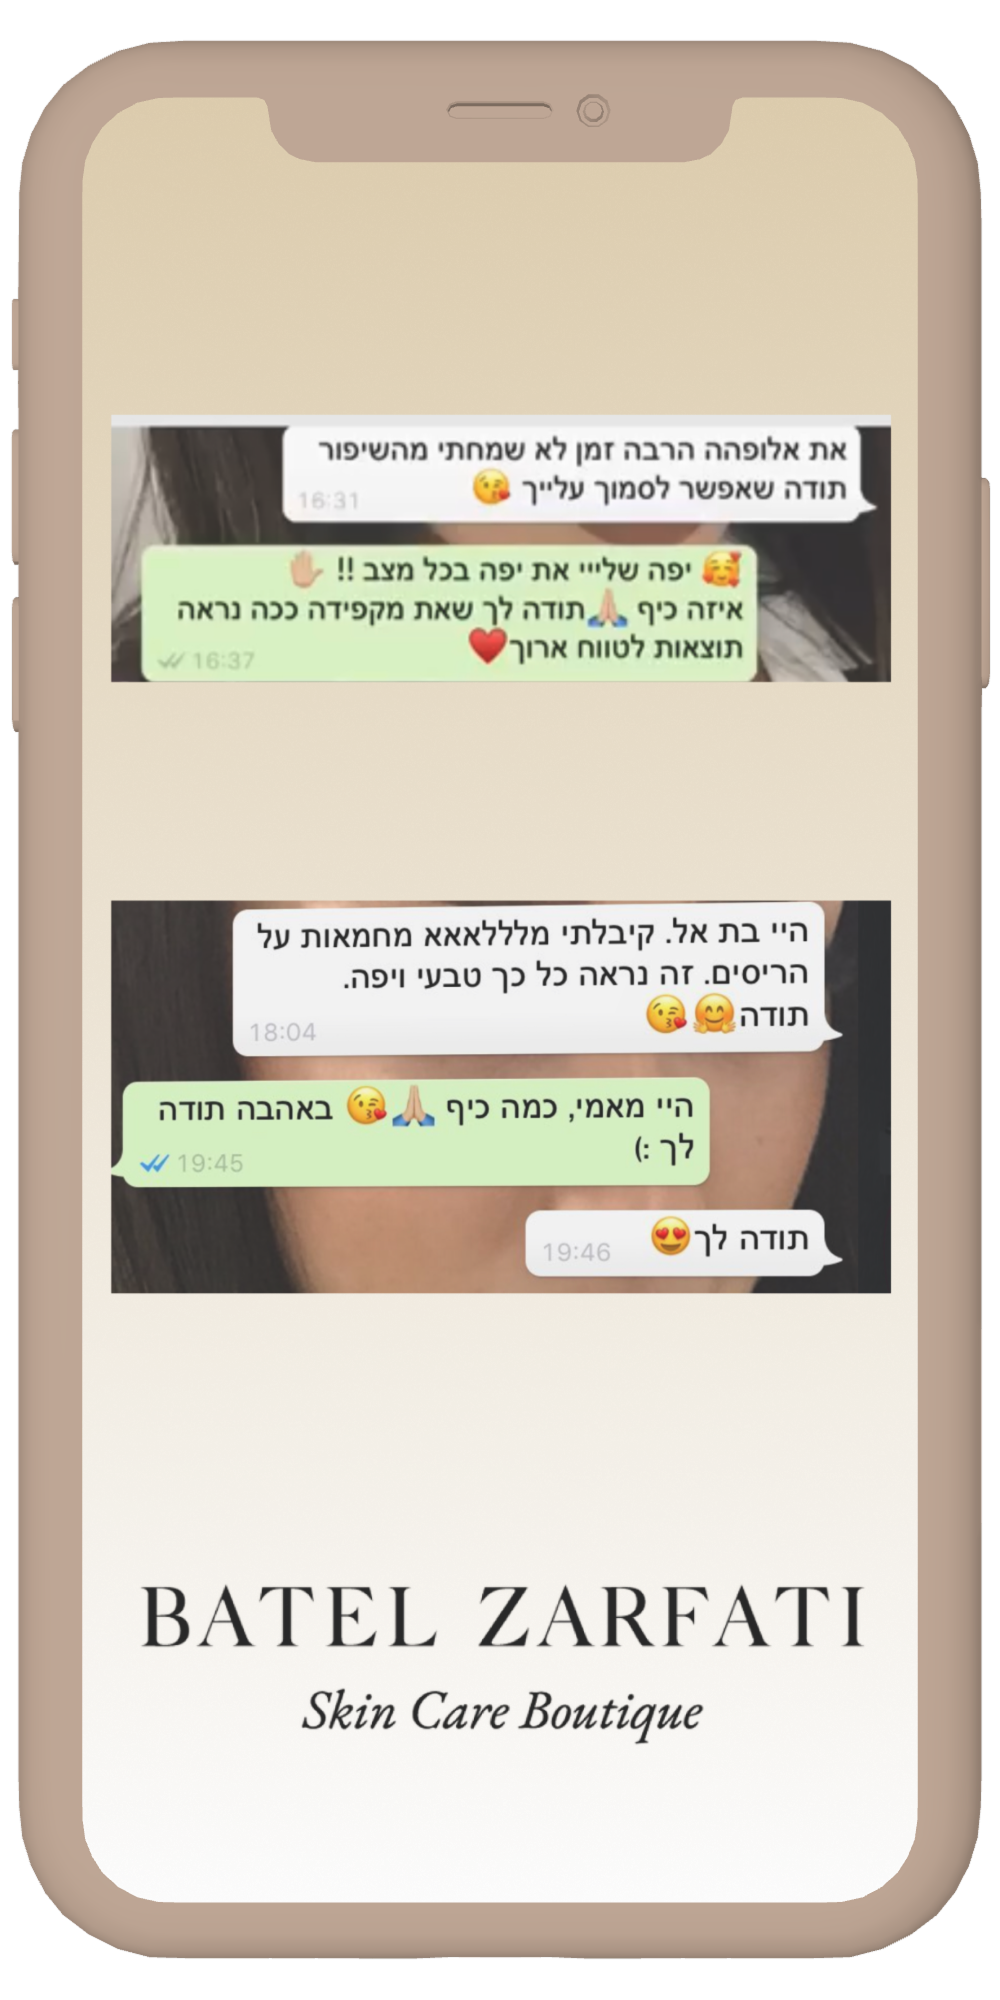 את אלופההה הרבה זמן לא שמחתי מהשיפור
תודה שאפשר לסמוך עלייך 😘
16:31
🥰 יפה שלייי את יפה בכל מצב !! 🤚🏼
איזה כיף 🙏🏼תודה לך שאת מקפידה ככה נראה
תוצאות לטווח ארוך❤️
16:37
היי בת אל. קיבלתי מלללאאא מחמאות על
הריסים. זה נראה כל כך טבעי ויפה.
תודה🤗😘
18:04
היי מאמי, כמה כיף 🙏🏼😘 באהבה תודה
לך :)
19:45
תודה לך😍
19:46
BATEL ZARFATI
Skin Care Boutique